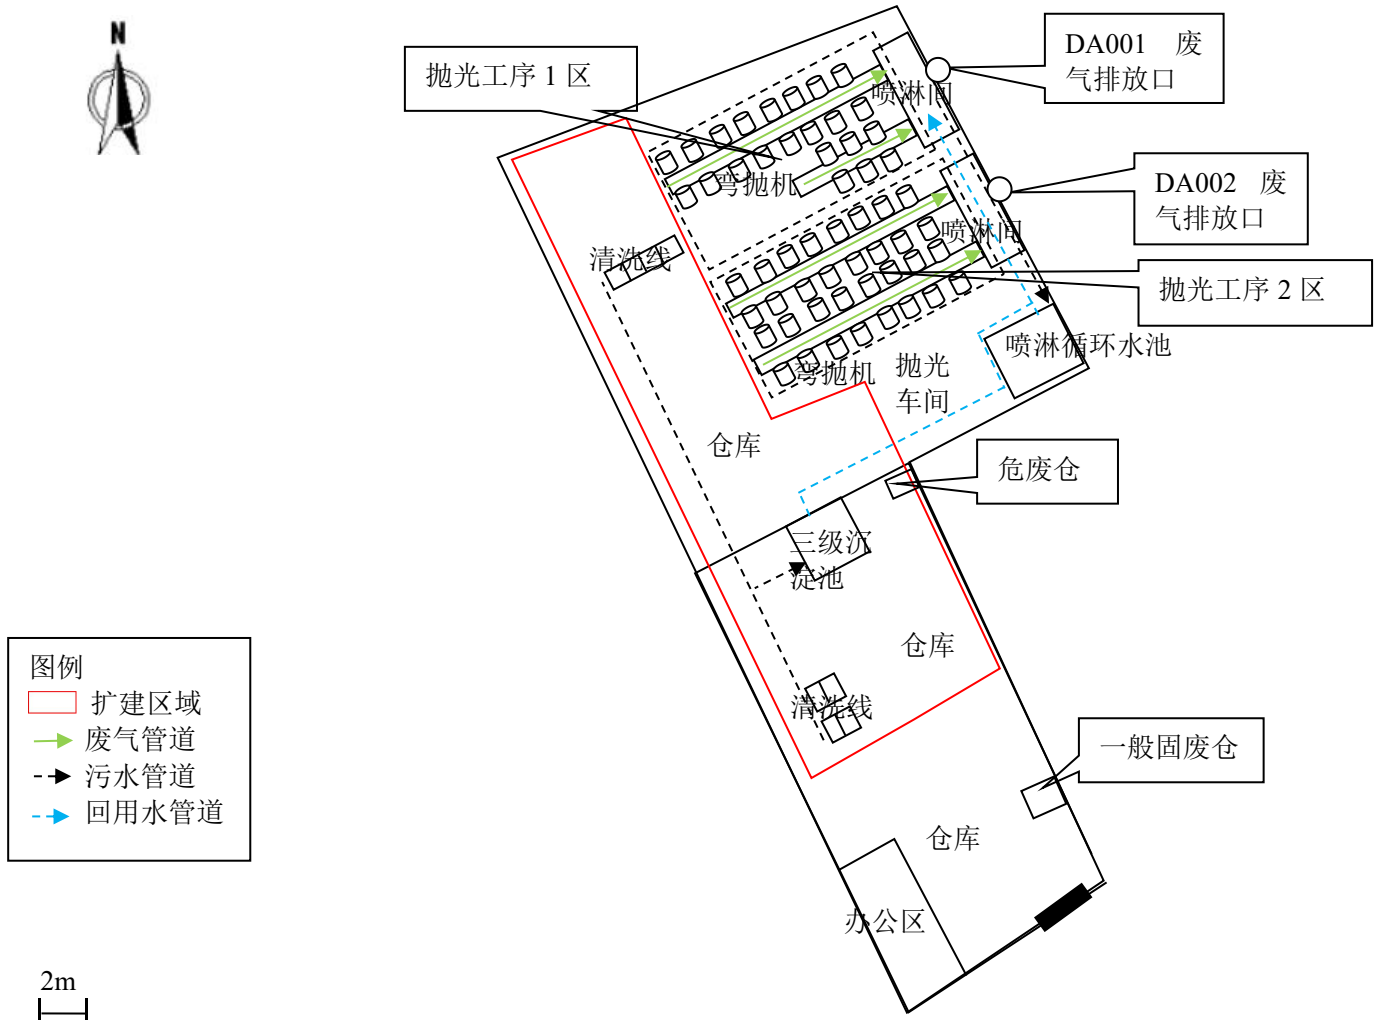 N
抛光工序 1 区
DA001 废
气排放口
喷淋间
弯抛机
DA002 废
气排放口
喷淋间
清洗线
抛光工序 2 区
喷淋循环水池
弯抛机
抛光
车间
仓库
危废仓
三级沉
淀池
仓库
清洗线
一般固废仓
仓库
办公区
图例
扩建区域
废气管道
污水管道
回用水管道
2m